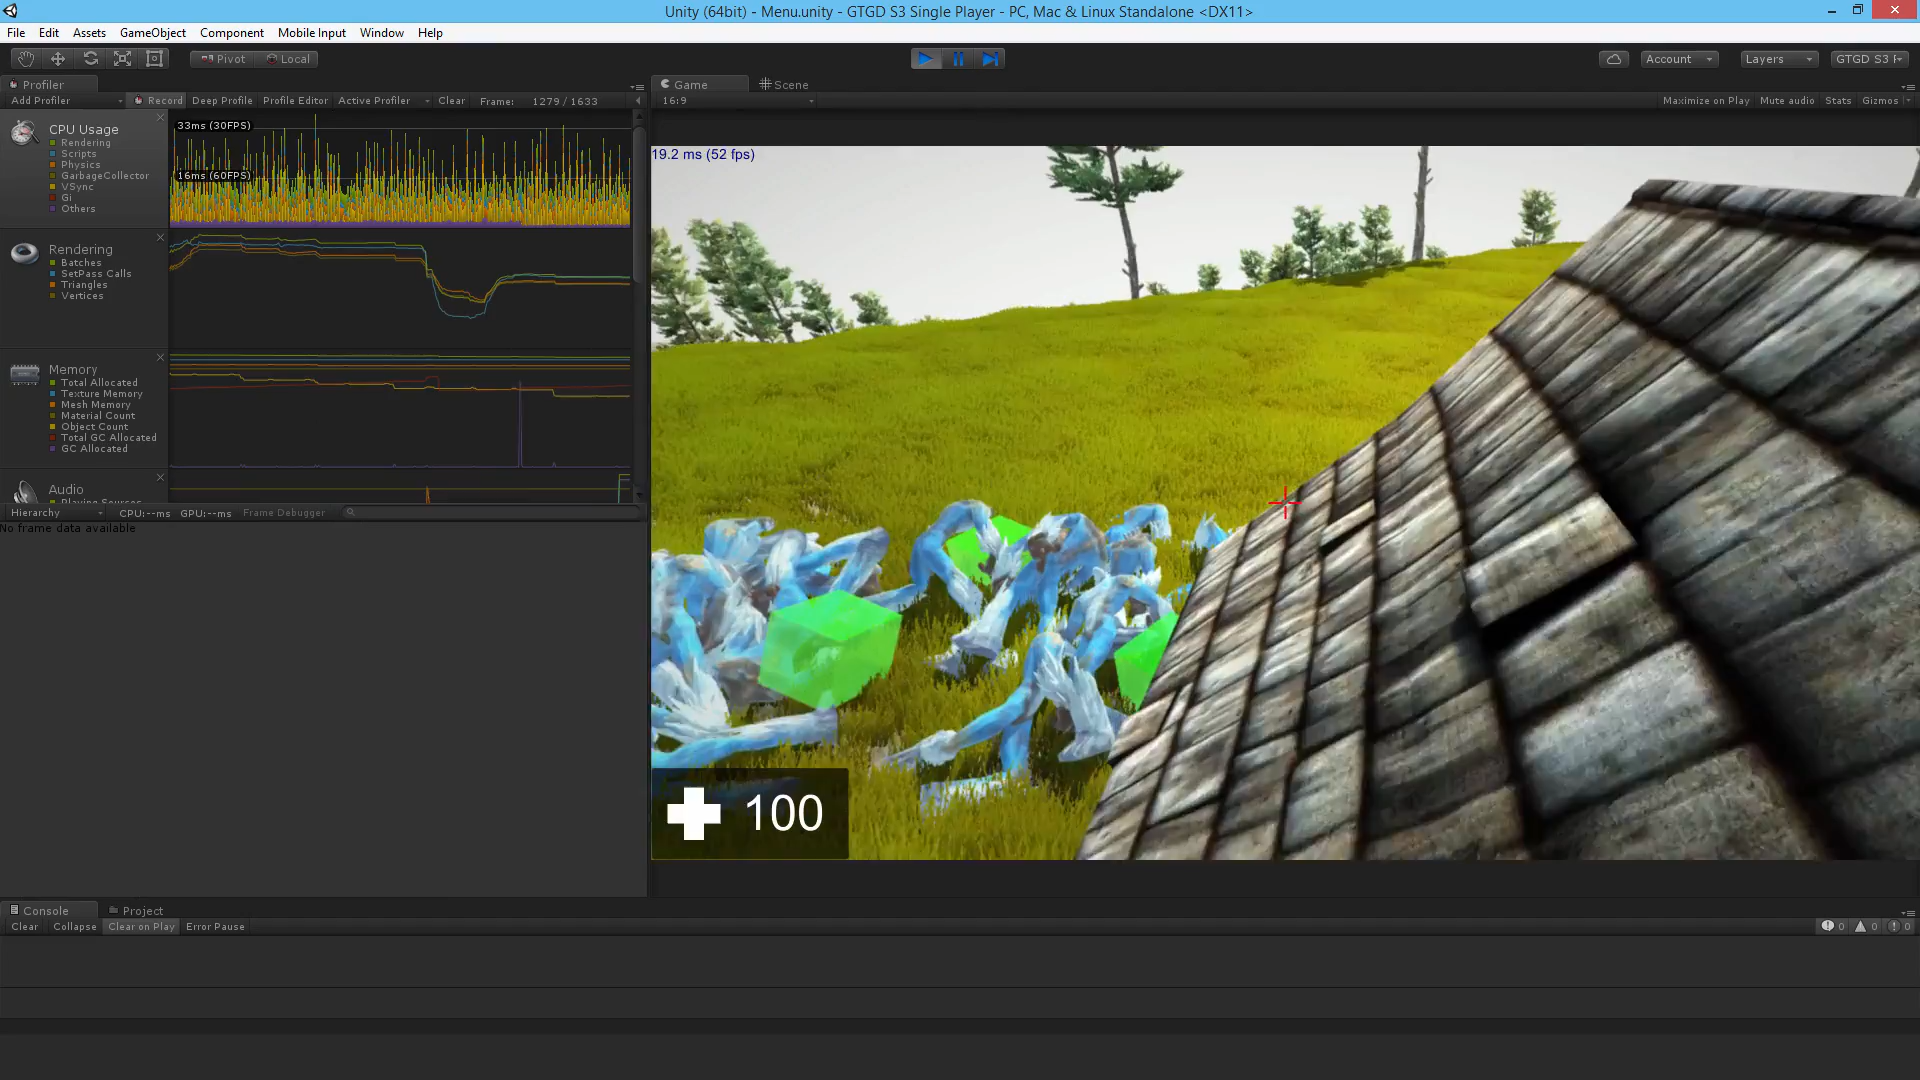 Unity (64bit) - Menu.unity - GTGD S3 Single Player - PC, Mac & Linux Standalone <DX11>
File Edit Assets GameObject Component Mobile Input Window Help
Pivot Local Account Layers
Profiler
Add Profiler Record Deep Profile Profile Editor Active Profiler Clear Frame: 1279 / 1633
Game Scene
16:9 Maximize on Play Mute audio Stats Gizmos
CPU Usage
Rendering
Scripts
Physics
GarbageCollector
VSync
Gi
Others
33ms (30FPS)
16ms (60FPS)
Rendering
Batches
SetPass Calls
Triangles
Vertices
Memory
Total Allocated
Texture Memory
Mesh Memory
Material Count
Object Count
Total GC Allocated
GC Allocated
Audio
Playing Sources
Hierarchy CPU:--ms GPU:--ms Frame Debugger
No frame data available
19.2 ms (52 fps)
100
Console Project
Clear Collapse Clear on Play Error Pause 0 0 0